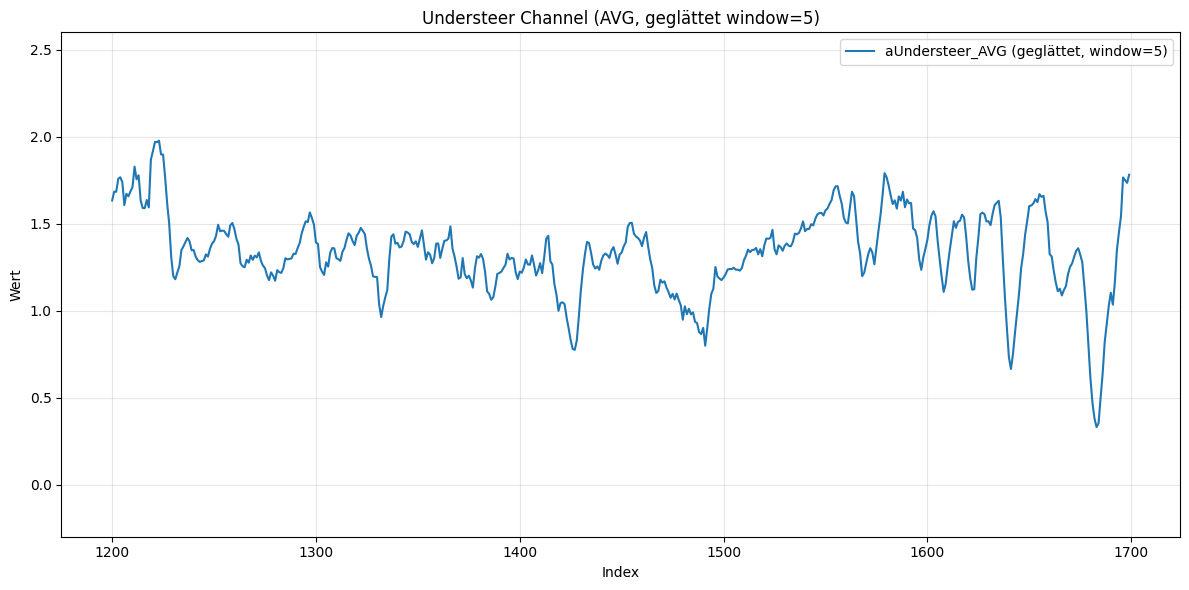 Understeer Channel (AVG, geglättet window=5)
aUndersteer_AVG (geglättet, window=5)
2.5
2.0
1.5
1.0
0.5
0.0
Wert
1200 1300 1400 1500 1600 1700
Index